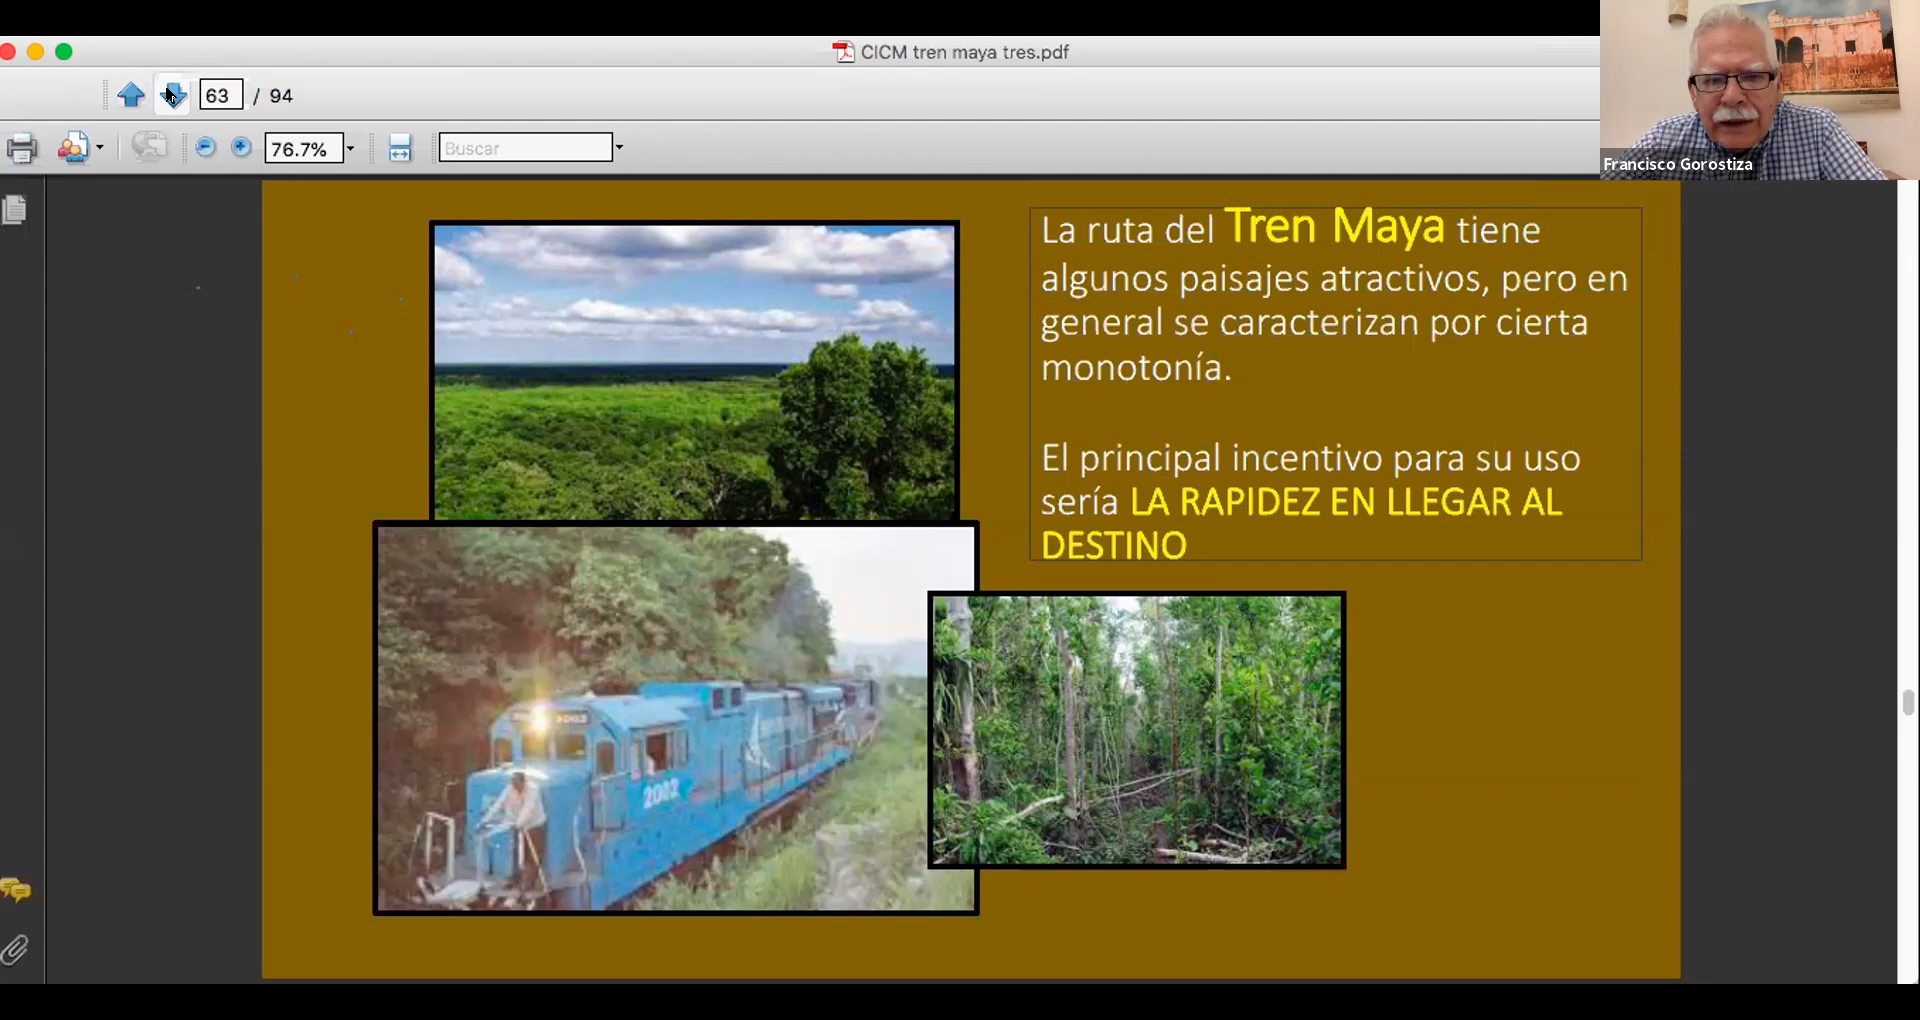 CICM tren maya tres.pdf
63 / 94
76.7%
Buscar
Francisco Gorostiza
La ruta del Tren Maya tiene
algunos paisajes atractivos, pero en
general se caracterizan por cierta
monotonía.
El principal incentivo para su uso
sería LA RAPIDEZ EN LLEGAR AL
DESTINO
2002